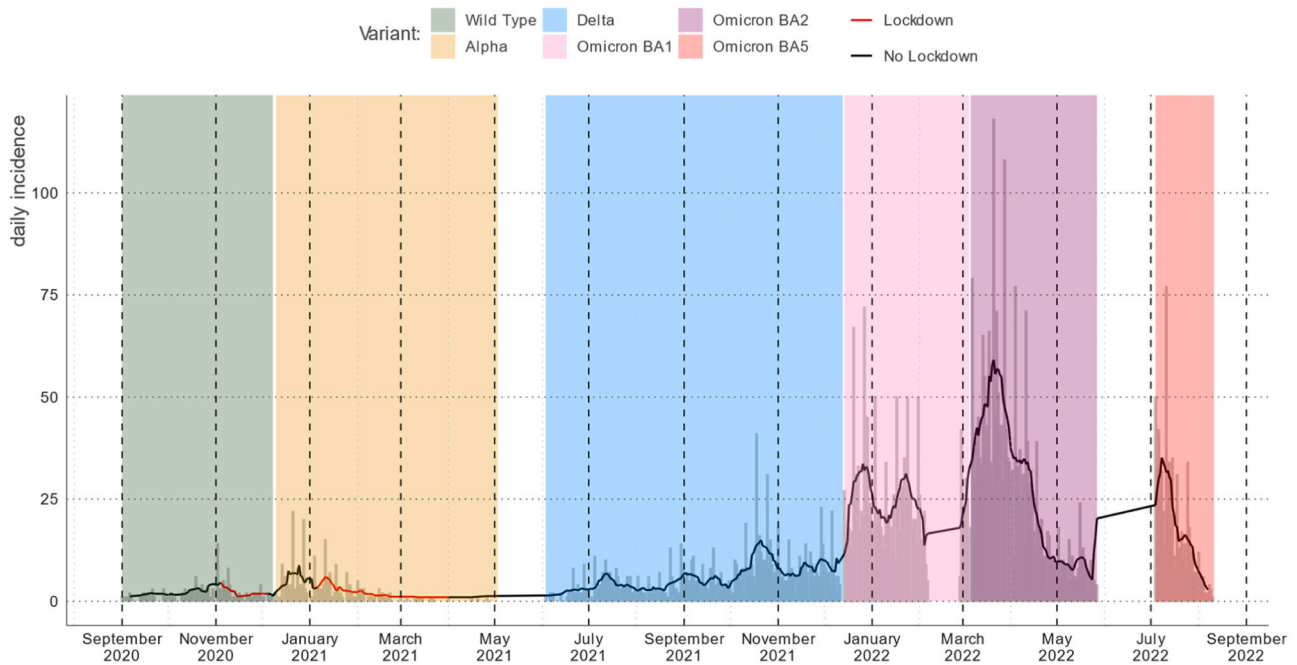 Variant:
Wild Type
Delta
Omicron BA2
Lockdown
Alpha
Omicron BA1
Omicron BA5
No Lockdown
daily incidence
100
75
50
25
0
September
2020
November
2020
January
2021
March
2021
May
2021
July
2021
September
2021
November
2021
January
2022
March
2022
May
2022
July
2022
September
2022